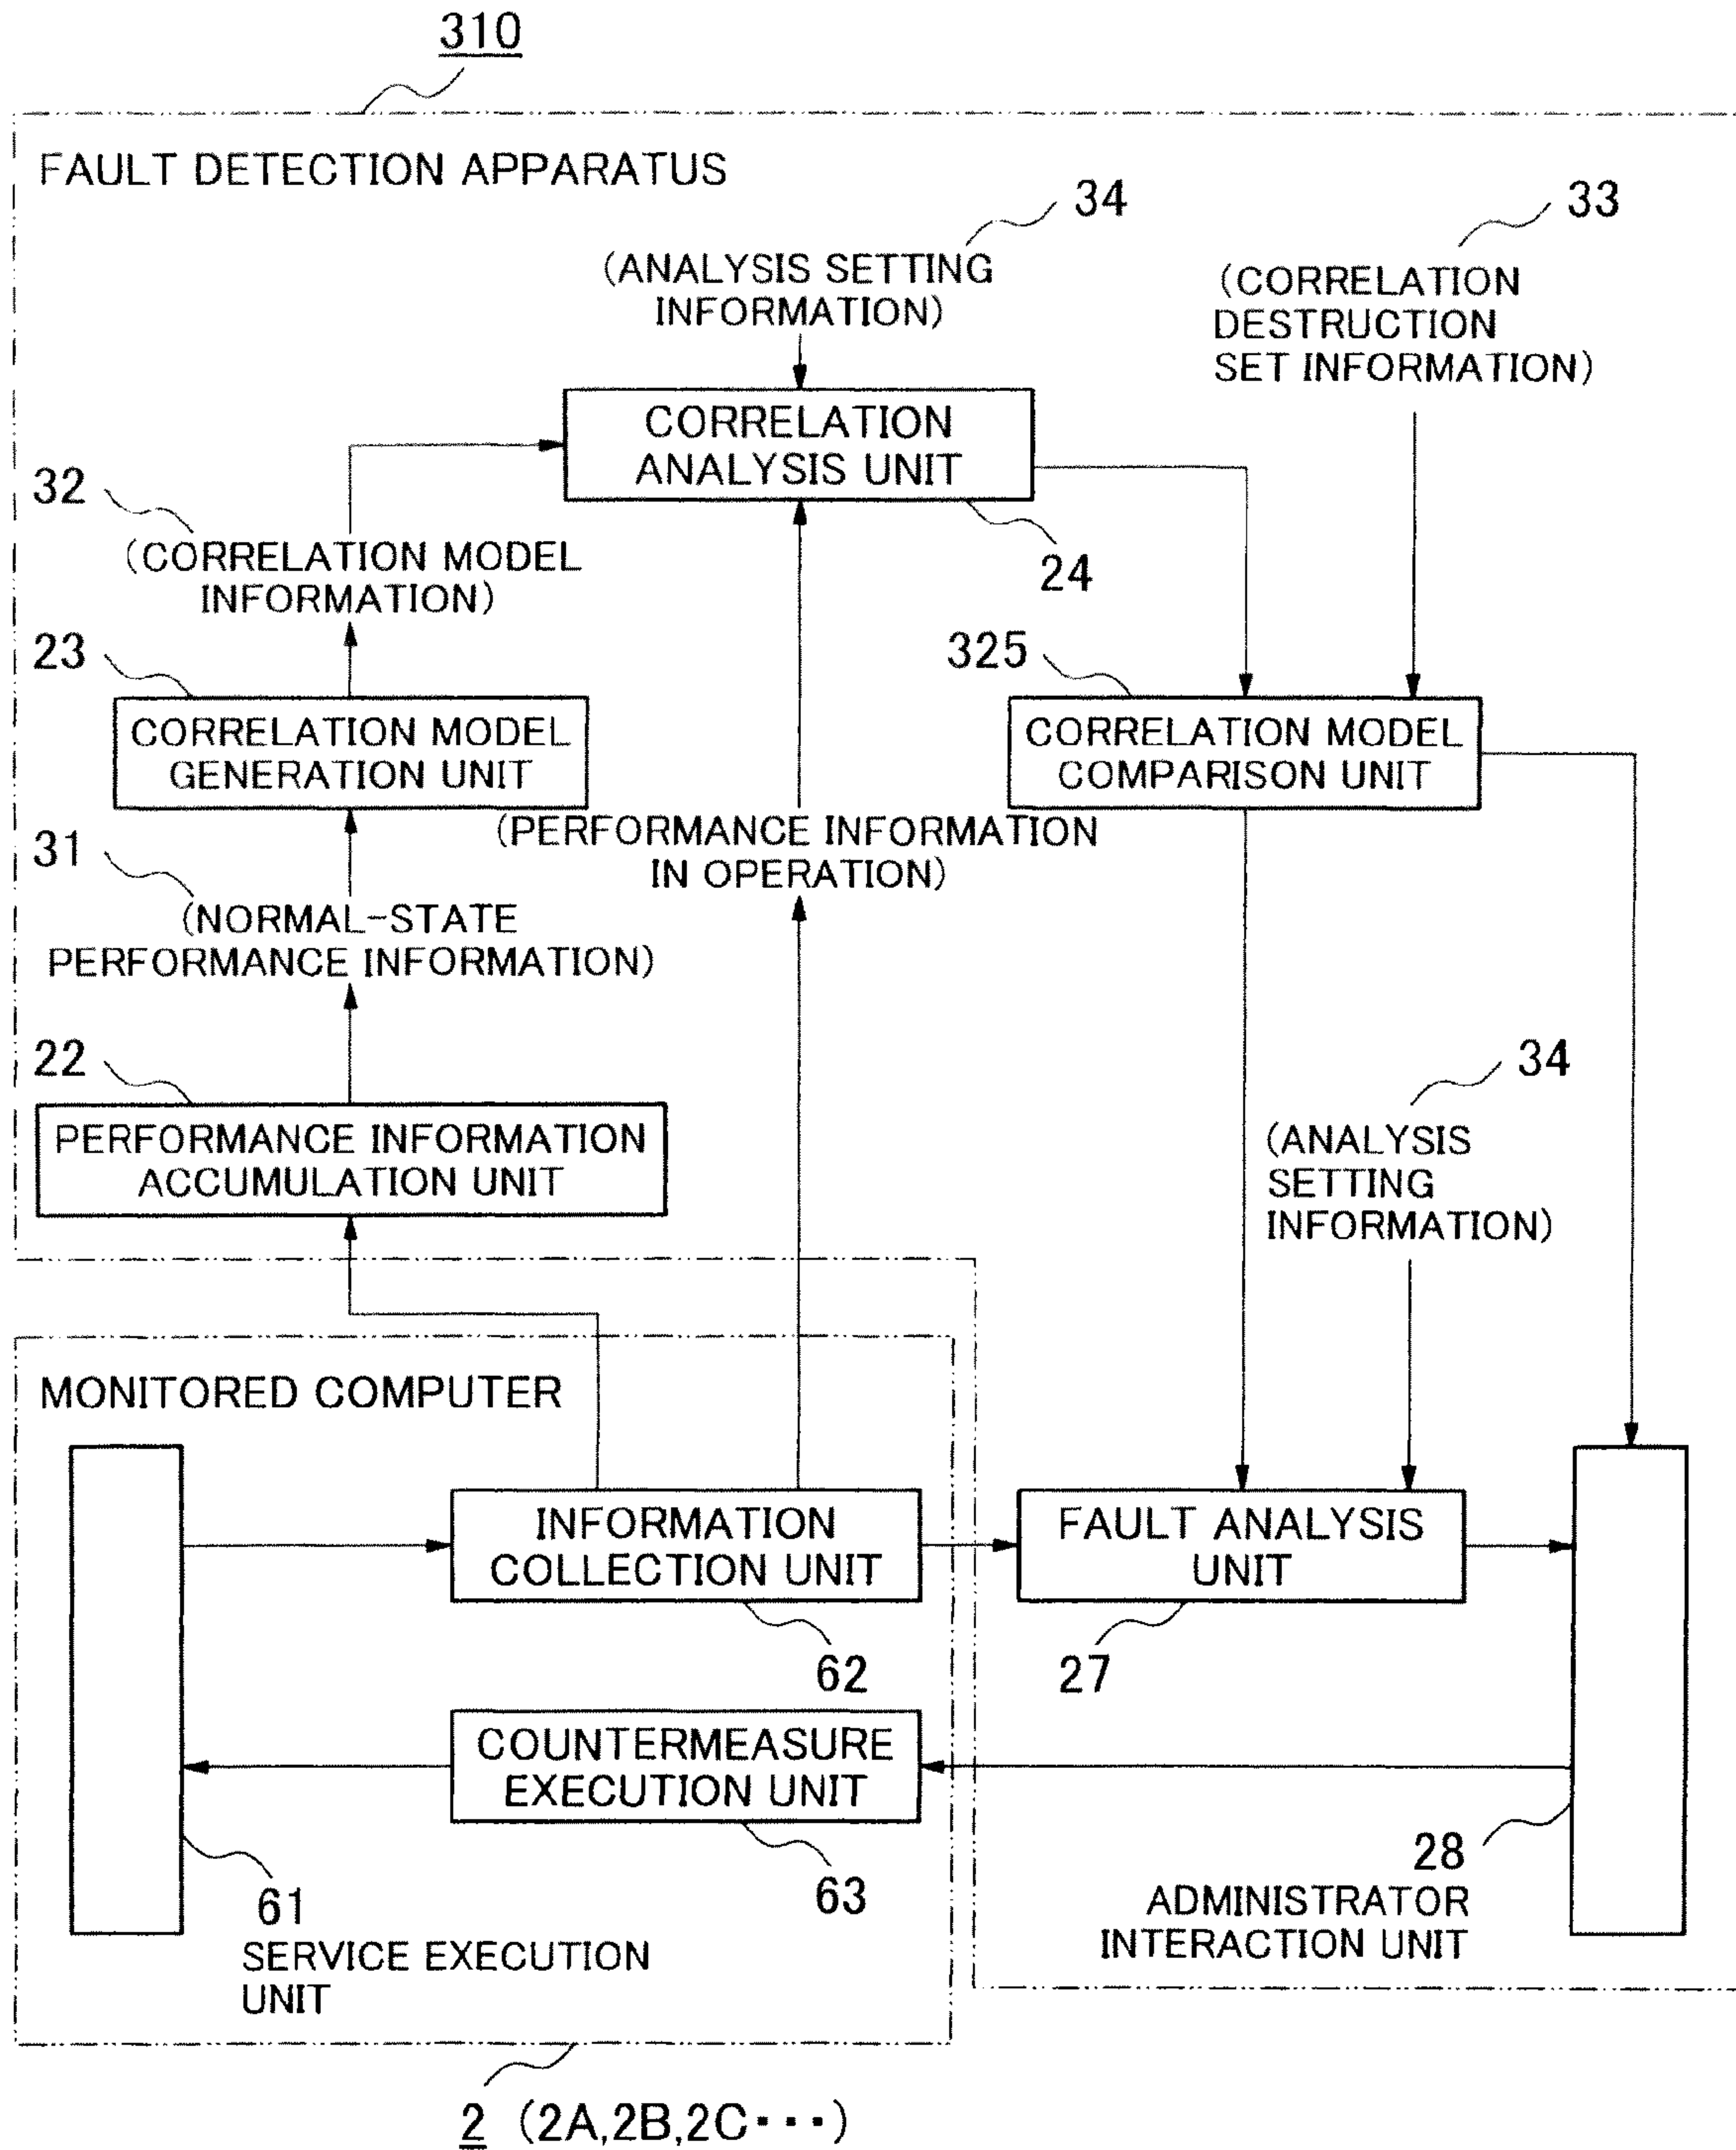 310
FAULT DETECTION APPARATUS
34
33
(ANALYSIS SETTING
INFORMATION)
(CORRELATION
DESTRUCTION
SET INFORMATION)
CORRELATION
ANALYSIS UNIT
32
24
(CORRELATION MODEL
INFORMATION)
23
325
CORRELATION MODEL
GENERATION UNIT
CORRELATION MODEL
COMPARISON UNIT
31
(PERFORMANCE INFORMATION
IN OPERATION)
(NORMAL-STATE
PERFORMANCE INFORMATION)
22
34
PERFORMANCE INFORMATION
ACCUMULATION UNIT
(ANALYSIS
SETTING
INFORMATION)
MONITORED COMPUTER
INFORMATION
COLLECTION UNIT
FAULT ANALYSIS
UNIT
62
27
COUNTERMEASURE
EXECUTION UNIT
63
28
ADMINISTRATOR
INTERACTION UNIT
61
SERVICE EXECUTION
UNIT
2 (2A,2B,2C···)